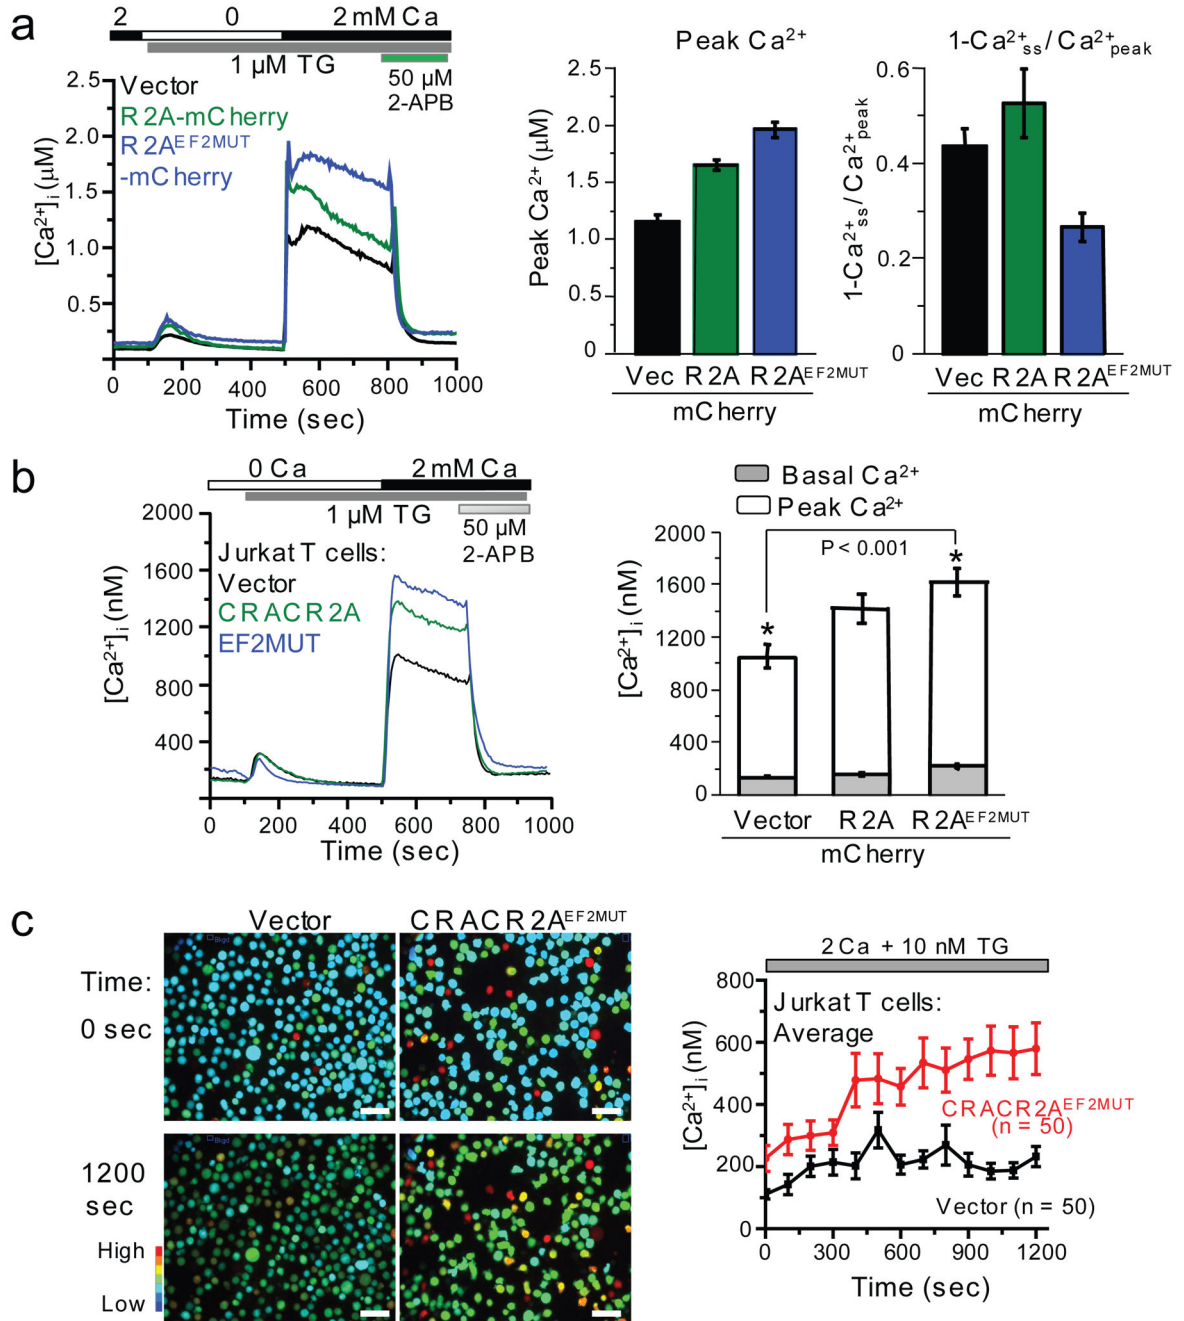 a
2 0 2 mM Ca
1 µM TG
50 µM
2-APB
Vector
R2A-mCherry
R2A^EF2MUT
-mCherry
[Ca²⁺]i (µM)
2.5
2.0
1.5
1.0
0.5
0 200 400 600 800 1000
Time (sec)
Peak Ca²⁺
Peak Ca²⁺ (µM)
2.5
2.0
1.5
1.0
0.5
0
Vec R2A R2A^EF2MUT
mCherry
1-Ca²⁺ss/Ca²⁺peak
1-Ca²⁺ss/Ca²⁺peak
0.6
0.4
0.2
0
Vec R2A R2A^EF2MUT
mCherry
b
0 Ca 2 mM Ca
1 µM TG
50 µM
2-APB
Jurkat T cells:
Vector
CRACR2A
EF2MUT
[Ca²⁺]i (nM)
2000
1600
1200
800
400
0 200 400 600 800 1000
Time (sec)
Basal Ca²⁺
Peak Ca²⁺
P < 0.001
*
*
[Ca²⁺]i (nM)
2000
1600
1200
800
400
0
Vector R2A R2A^EF2MUT
mCherry
c
Vector CRACR2A^EF2MUT
Time:
0 sec
Bkgd
1200
sec
Bkgd
High
Low
2 Ca + 10 nM TG
Jurkat T cells:
Average
CRACR2A^EF2MUT
(n = 50)
Vector (n = 50)
[Ca²⁺]i (nM)
800
600
400
200
0
0 300 600 900 1200
Time (sec)